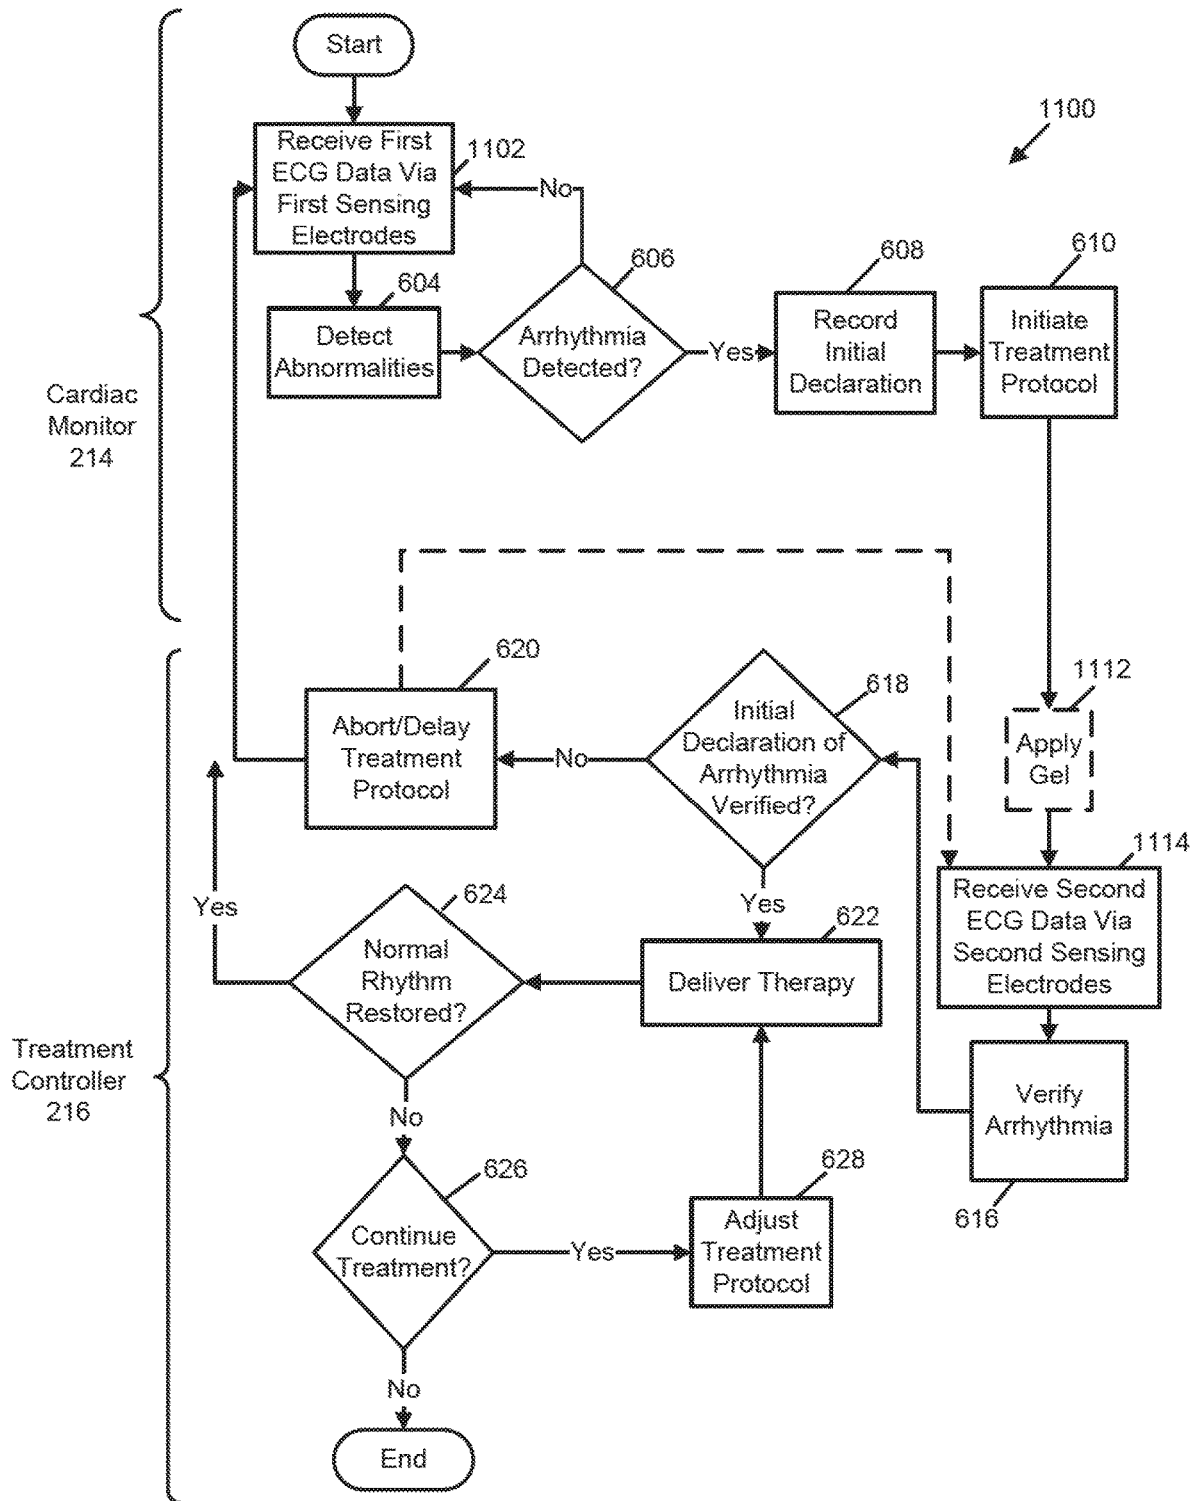 Start
1100
Receive First
ECG Data Via
First Sensing
Electrodes
1102
No
604
Detect
Abnormalities
606
Arrhythmia
Detected?
Yes
608
Record
Initial
Declaration
610
Initiate
Treatment
Protocol
Cardiac
Monitor
214
620
Abort/Delay
Treatment
Protocol
No
618
Initial
Declaration of
Arrhythmia
Verified?
1112
Apply
Gel
1114
Receive Second
ECG Data Via
Second Sensing
Electrodes
Yes
Yes
624
Normal
Rhythm
Restored?
622
Deliver Therapy
Treatment
Controller
216
Verify
Arrhythmia
616
No
626
Continue
Treatment?
Yes
628
Adjust
Treatment
Protocol
No
End